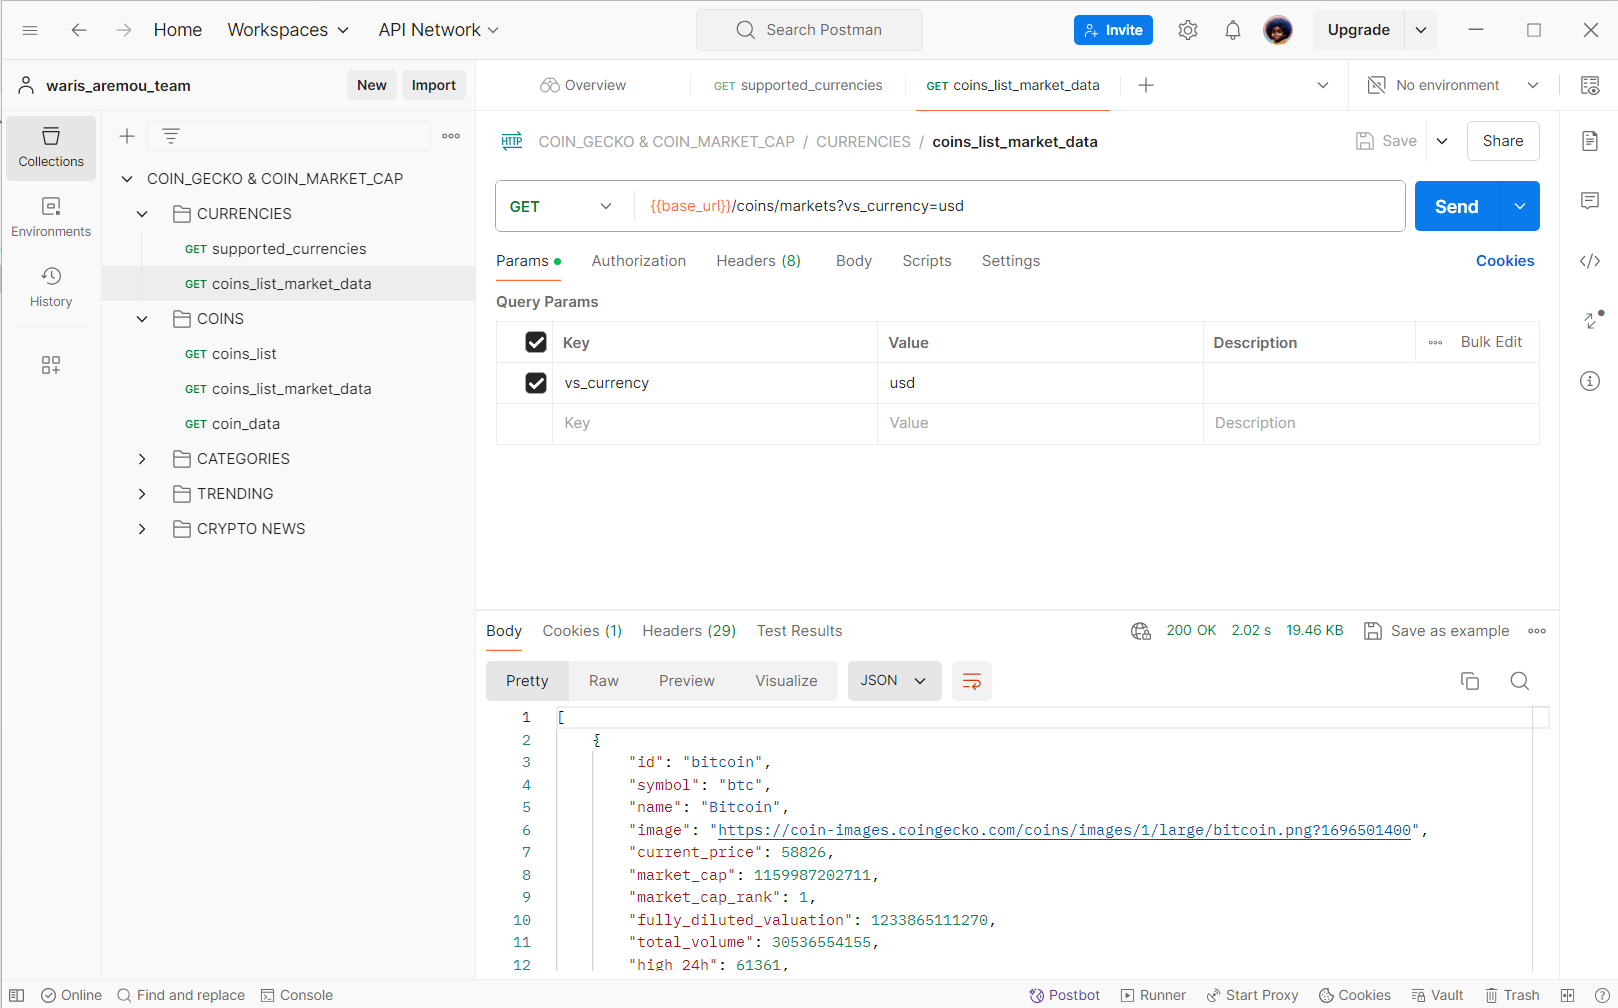 Home Workspaces API Network Search Postman Invite Upgrade
waris_aremou_team New Import Overview GET supported_currencies GET coins_list_market_data No environment
Collections
Environments
History
COIN_GECKO & COIN_MARKET_CAP
CURRENCIES
GET supported_currencies
GET coins_list_market_data
COINS
GET coins_list
GET coins_list_market_data
GET coin_data
CATEGORIES
TRENDING
CRYPTO NEWS
HTTP COIN_GECKO & COIN_MARKET_CAP / CURRENCIES / coins_list_market_data Save Share
GET {{base_url}}/coins/markets?vs_currency=usd Send
Params Authorization Headers (8) Body Scripts Settings Cookies
Query Params
Key Value Description Bulk Edit
vs_currency usd
Key Value Description
Body Cookies (1) Headers (29) Test Results 200 OK 2.02 s 19.46 KB Save as example
Pretty Raw Preview Visualize JSON
1 [
2 {
3 "id": "bitcoin",
4 "symbol": "btc",
5 "name": "Bitcoin",
6 "image": "https://coin-images.coingecko.com/coins/images/1/large/bitcoin.png?1696501400",
7 "current_price": 58826,
8 "market_cap": 1159987202711,
9 "market_cap_rank": 1,
10 "fully_diluted_valuation": 1233865111270,
11 "total_volume": 30536554155,
12 "high_24h": 61361,
Online Find and replace Console Postbot Runner Start Proxy Cookies Vault Trash